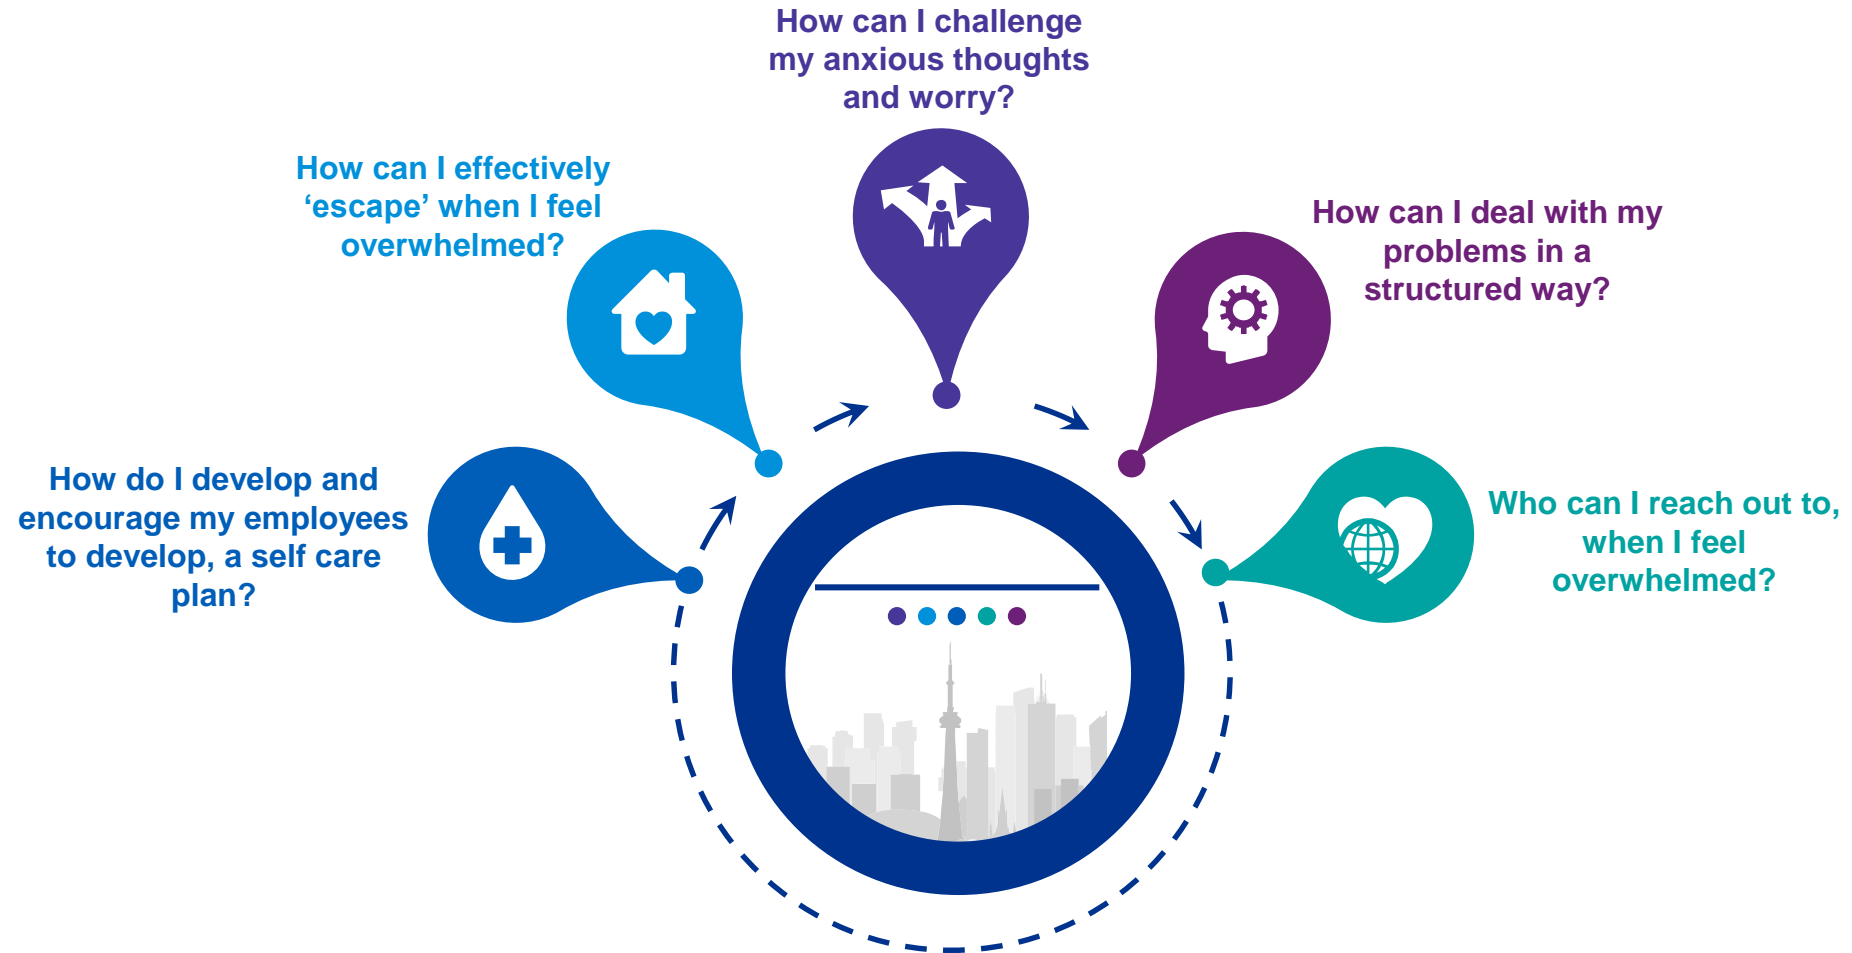 How can I challenge
my anxious thoughts
and worry?
How can I effectively
‘escape’ when I feel
overwhelmed?
How can I deal with my
problems in a
structured way?
How do I develop and
encourage my employees
to develop, a self care
plan?
Who can I reach out to,
when I feel
overwhelmed?